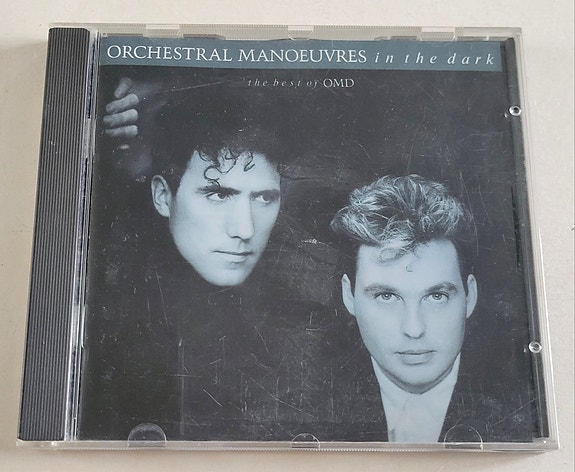 ORCHESTRAL MANOEUVRES in the dark
the best of OMD